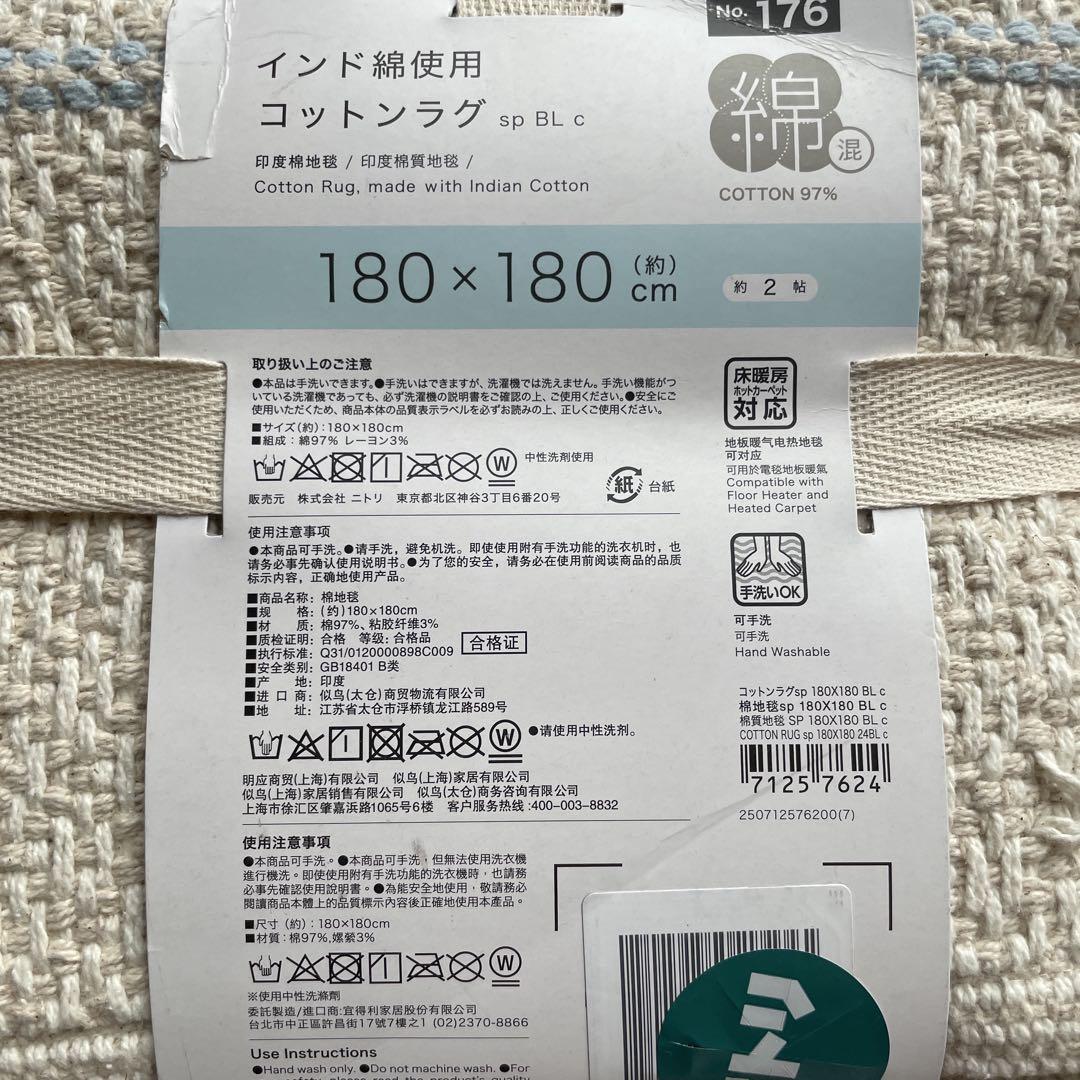 No. 176
インド綿使用
コットンラグ sp BL c
印度棉地毯 / 印度棉質地毯 /
Cotton Rug, made with Indian Cotton
綿
混
COTTON 97%
180×180 (約) cm
約 2 帖
取り扱い上のご注意
●本品は手洗いできます。●手洗いはできますが、洗濯機では洗えません。手洗い機能がつ
いている洗濯機であっても、必ず洗濯機の説明書をご確認の上、ご使用ください。●安全にご
使用いただくため、商品本体の品質表示ラベルを必ずお読みの上、正しくご使用ください。
■サイズ(約):180×180cm
■組成:綿97% レーヨン3%
W 中性洗剤使用
販売元 株式会社 ニトリ 東京都北区神谷3丁目6番20号
紙 台紙
床暖房
ホットカーペット
対応
地板暖气电热地毯
可对应
可用於電毯地板暖氣
Compatible with
Floor Heater and
Heated Carpet
使用注意事项
●本商品可手洗。●请手洗，避免机洗。即使使用附有手洗功能的洗衣机时，也
请务必事先确认使用说明书。●为了您的安全，请务必在使用前阅读商品的品质
标示内容，正确地使用产品。
■商品名称：棉地毯
■规 格：(约)180×180cm
■材 质：棉97%、粘胶纤维3%
■质检证明：合格 等级：合格品
■执行标准：Q31/0120000898C009
合格证
■安全类别：GB18401 B类
■产 地：印度
■进 口 商：似鸟(太仓)商贸物流有限公司
■地 址：江苏省太仓市浮桥镇龙江路589号
W ●请使用中性洗剂。
明应商贸(上海)有限公司 似鸟(上海)家居有限公司
似鸟(上海)家居销售有限公司 似鸟(太仓)商务咨询有限公司
上海市徐汇区肇嘉浜路1065号6楼 客户服务热线:400-003-8832
手洗いOK
可手洗
可手洗
Hand Washable
コットンラグsp 180X180 BL c
棉地毯sp 180X180 BL c
棉質地毯 SP 180X180 BL c
COTTON RUG sp 180X180 24BL c
7125 7624
250712576200(7)
使用注意事項
●本商品可手洗。●本商品可手洗，但無法使用洗衣機
進行機洗。即使使用附有手洗功能的洗衣機時，也請務
必事先確認使用說明書。●為能安全地使用，敬請務必
閱讀商品本體上的品質標示內容後正確地使用本產品。
■尺寸 (約)：180×180cm
■材質：棉97%,嫘縈3%
W
※使用中性洗滌劑
委託製造/進口商:宜得利家居股份有限公司
台北市中正區許昌街17號7樓之1 (02)2370-8866
Use Instructions
●Hand wash only. ●Do not machine wash. ●For
ニトリ